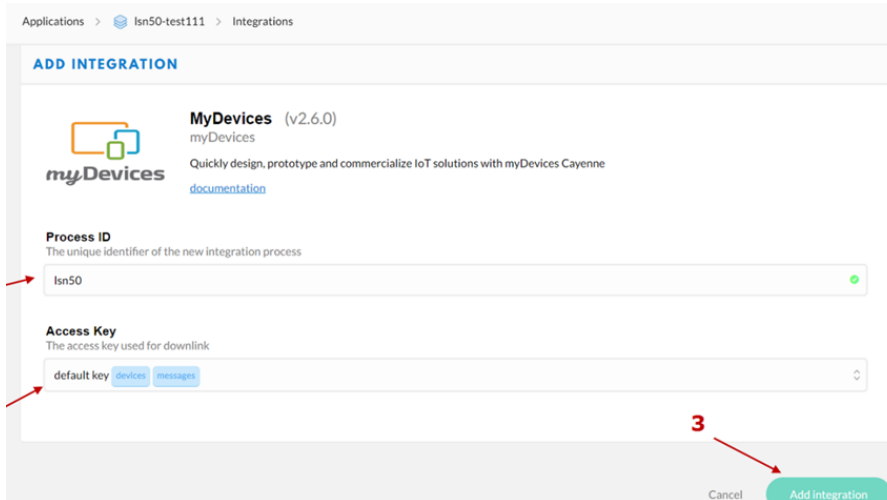 Applications > lsn50-test111 > Integrations
ADD INTEGRATION
MyDevices (v2.6.0)
myDevices
Quickly design, prototype and commercialize IoT solutions with myDevices Cayenne
documentation
myDevices
Process ID
The unique identifier of the new integration process
lsn50
Access Key
The access key used for downlink
default key devices messages
3
Cancel Add integration